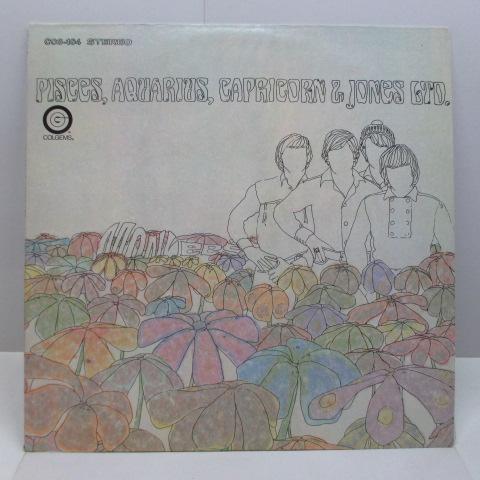 COS-104 STEREO
PISCES, AQUARIUS, CAPRICORN & JONES LTD.
COLGEMS®
MONKEES